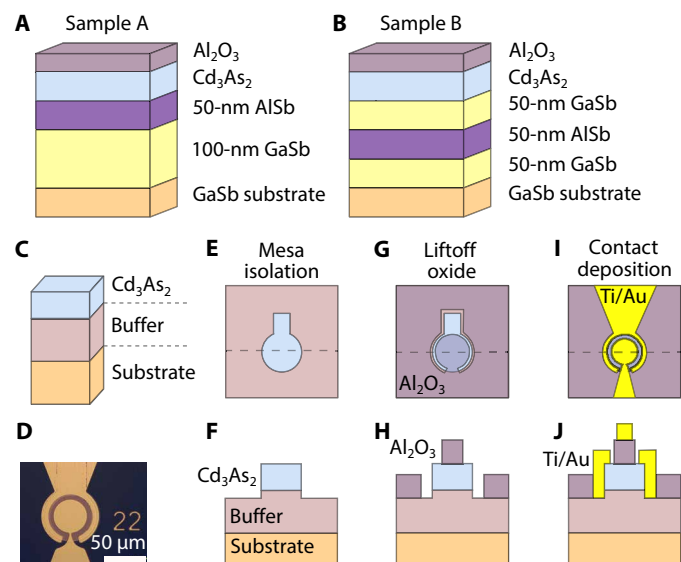 A Sample A
Al₂O₃
Cd₃As₂
50-nm AlSb
100-nm GaSb
GaSb substrate
B Sample B
Al₂O₃
Cd₃As₂
50-nm GaSb
50-nm AlSb
50-nm GaSb
GaSb substrate
C
Cd₃As₂
Buffer
Substrate
D
22
50 μm
E Mesa
isolation
F
Cd₃As₂
Buffer
Substrate
G Liftoff
oxide
Al₂O₃
H
Al₂O₃
I Contact
deposition
Ti/Au
J
Ti/Au